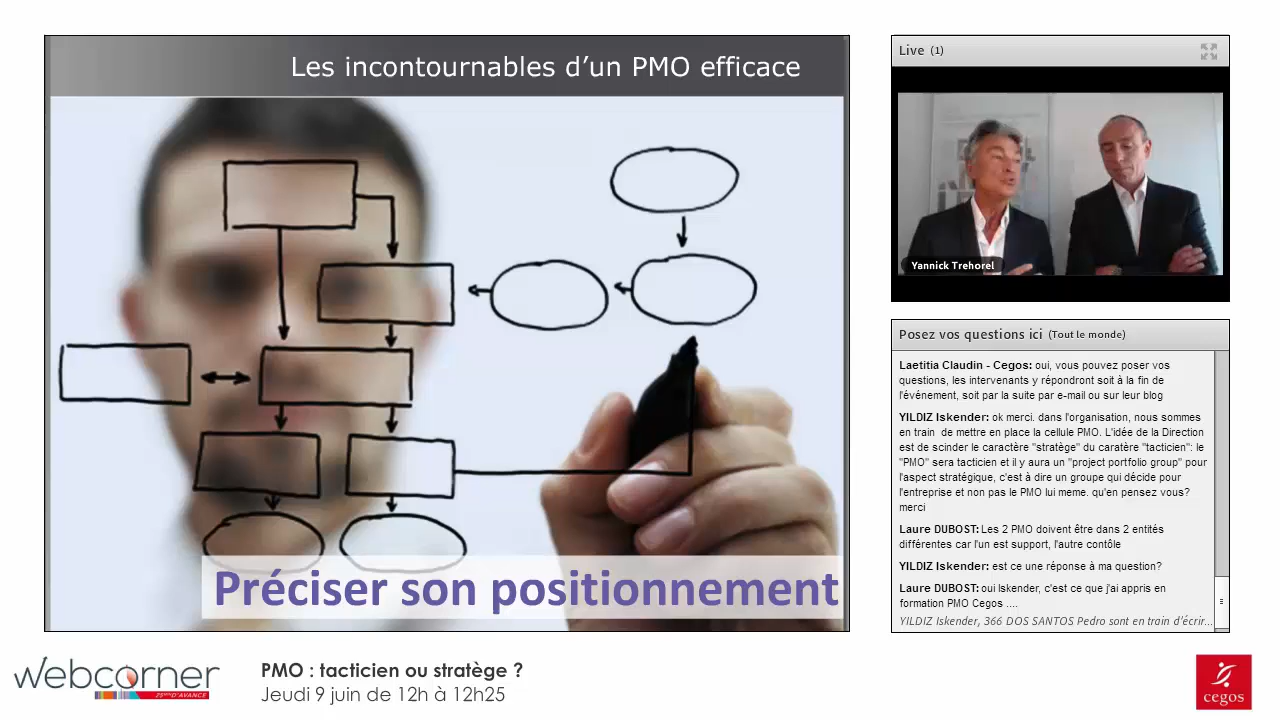 Les incontournables d'un PMO efficace
Préciser son positionnement
Live (1)
Yannick Trehorel
Posez vos questions ici (Tout le monde)
Laetitia Claudin - Cegos: oui, vous pouvez poser vos
questions, les intervenants y répondront soit à la fin de
l'événement, soit par la suite par e-mail ou sur leur blog
YILDIZ Iskender: ok merci. dans l'organisation, nous sommes
en train de mettre en place la cellule PMO. L'idée de la Direction
est de scinder le caractère "stratège" du caratère "tacticien": le
"PMO" sera tacticien et il y aura un "project portfolio group" pour
l'aspect stratégique, c'est à dire un groupe qui décide pour
l'entreprise et non pas le PMO lui meme. qu'en pensez vous?
merci
Laure DUBOST: Les 2 PMO doivent être dans 2 entités
différentes car l'un est support, l'autre contôle
YILDIZ Iskender: est ce une réponse à ma question?
Laure DUBOST: oui Iskender, c'est ce que j'ai appris en
formation PMO Cegos ....
YILDIZ Iskender, 366 DOS SANTOS Pedro sont en train d'écrir...
webcorner
PMO : tacticien ou stratège ?
Jeudi 9 juin de 12h à 12h25
cegos